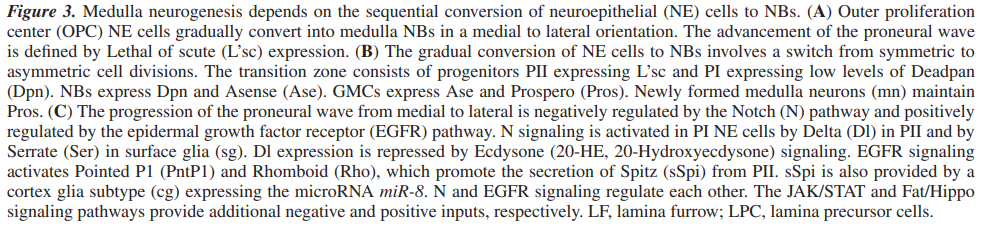 Figure 3. Medulla neurogenesis depends on the sequential conversion of neuroepithelial (NE) cells to NBs. (A) Outer proliferation
center (OPC) NE cells gradually convert into medulla NBs in a medial to lateral orientation. The advancement of the proneural wave
is defined by Lethal of scute (L’sc) expression. (B) The gradual conversion of NE cells to NBs involves a switch from symmetric to
asymmetric cell divisions. The transition zone consists of progenitors PII expressing L’sc and PI expressing low levels of Deadpan
(Dpn). NBs express Dpn and Asense (Ase). GMCs express Ase and Prospero (Pros). Newly formed medulla neurons (mn) maintain
Pros. (C) The progression of the proneural wave from medial to lateral is negatively regulated by the Notch (N) pathway and positively
regulated by the epidermal growth factor receptor (EGFR) pathway. N signaling is activated in PI NE cells by Delta (Dl) in PII and by
Serrate (Ser) in surface glia (sg). Dl expression is repressed by Ecdysone (20-HE, 20-Hydroxyecdysone) signaling. EGFR signaling
activates Pointed P1 (PntP1) and Rhomboid (Rho), which promote the secretion of Spitz (sSpi) from PII. sSpi is also provided by a
cortex glia subtype (cg) expressing the microRNA miR-8. N and EGFR signaling regulate each other. The JAK/STAT and Fat/Hippo
signaling pathways provide additional negative and positive inputs, respectively. LF, lamina furrow; LPC, lamina precursor cells.